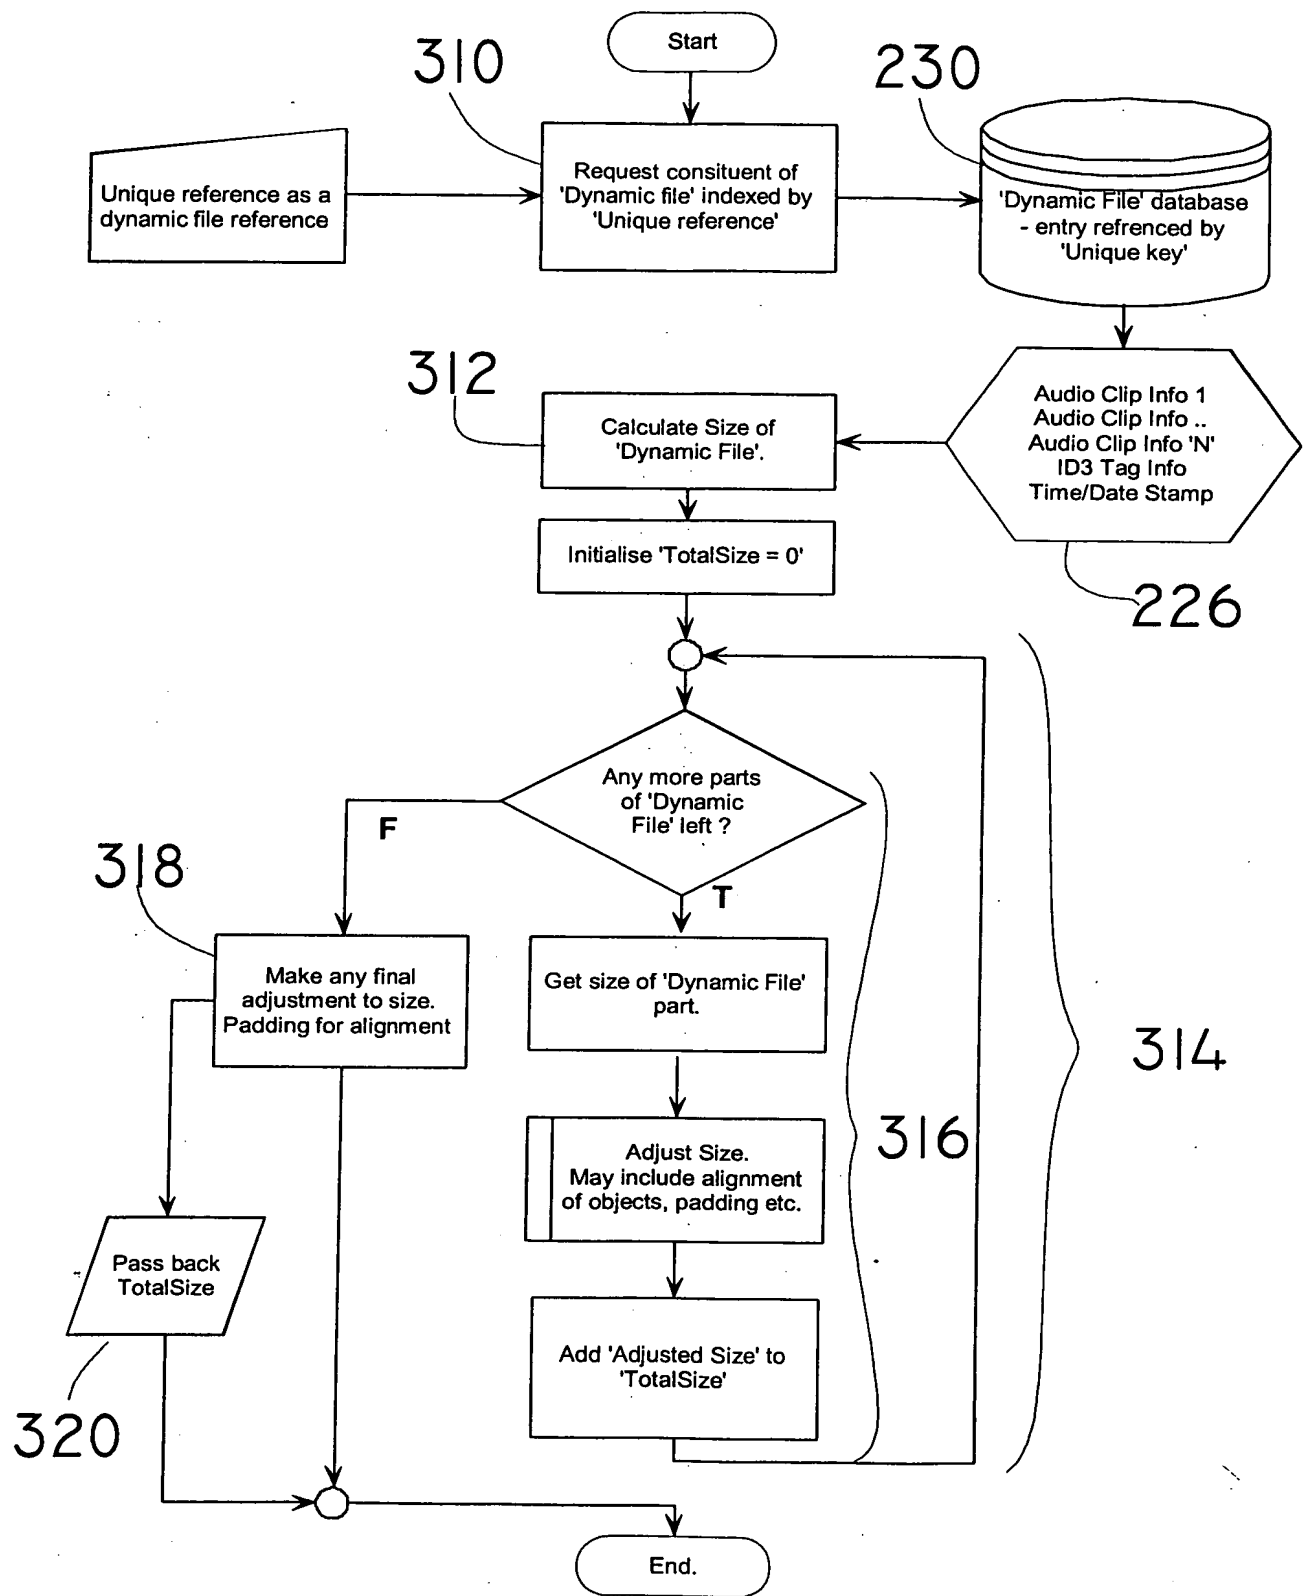 Start
310
230
Unique reference as a
dynamic file reference
Request consituent of
'Dynamic file' indexed by
'Unique reference'
'Dynamic File' database
- entry refrenced by
'Unique key'
312
Calculate Size of
'Dynamic File'.
Audio Clip Info 1
Audio Clip Info ..
Audio Clip Info 'N'
ID3 Tag Info
Time/Date Stamp
Initialise 'TotalSize = 0'
226
Any more parts
of 'Dynamic
File' left ?
F
T
318
Make any final
adjustment to size.
Padding for alignment
Get size of 'Dynamic File'
part.
314
316
Adjust Size.
May include alignment
of objects, padding etc.
Pass back
TotalSize
Add 'Adjusted Size' to
'TotalSize'
320
End.